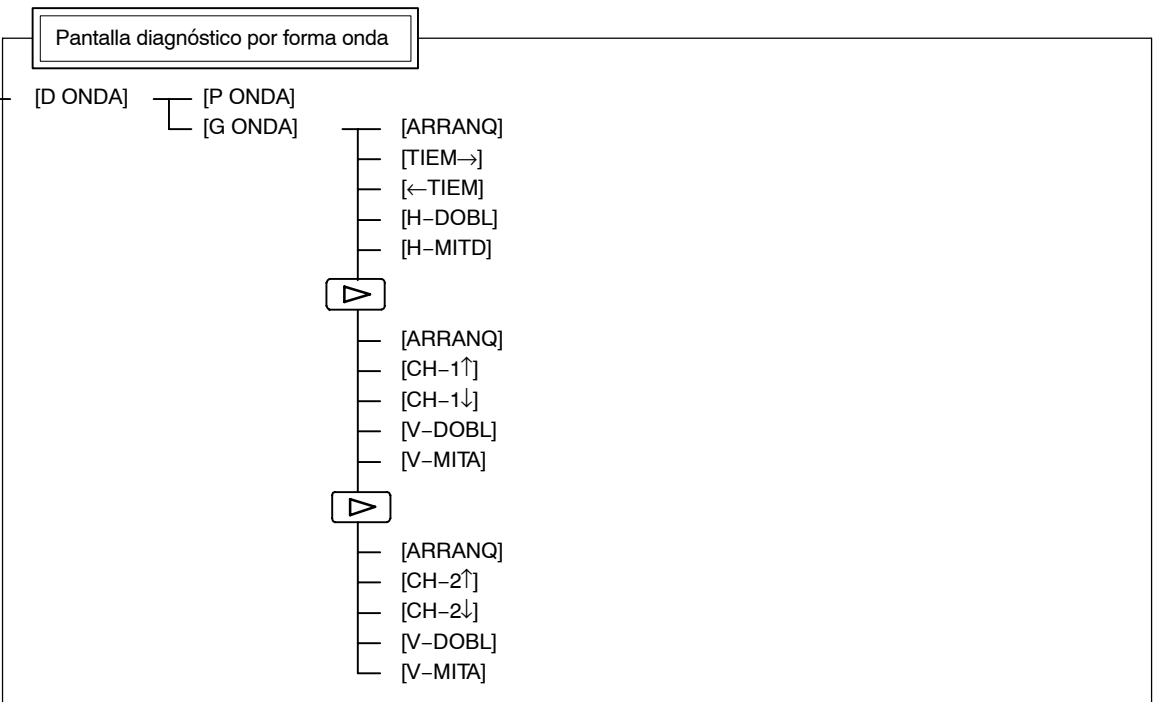 Pantalla diagnóstico por forma onda
[D ONDA] [P ONDA]
[G ONDA] [ARRANQ]
[TIEM→]
[←TIEM]
[H−DOBL]
[H−MITD]
[ARRANQ]
[CH−1↑]
[CH−1↓]
[V−DOBL]
[V−MITA]
[ARRANQ]
[CH−2↑]
[CH−2↓]
[V−DOBL]
[V−MITA]